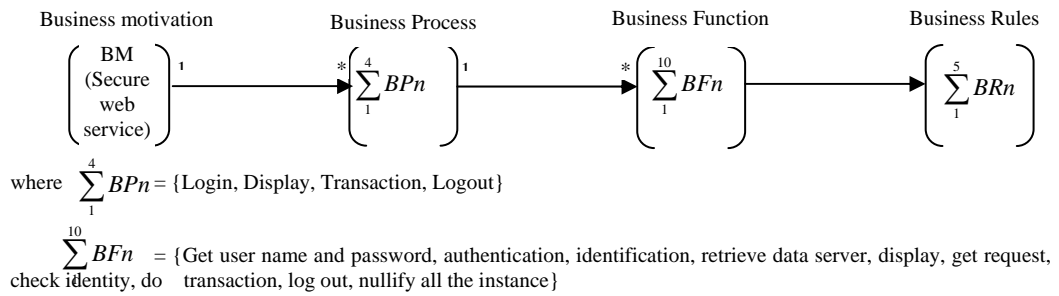 Business motivation Business Process Business Function Business Rules
BM (Secure web service) 1 * 4 ∑ 1 BPn 1 * 10 ∑ 1 BFn 5 ∑ 1 BRn
where 4 ∑ 1 BPn = {Login, Display, Transaction, Logout}
10 ∑ 1 BFn = {Get user name and password, authentication, identification, retrieve data server, display, get request,
check identity, do transaction, log out, nullify all the instance}